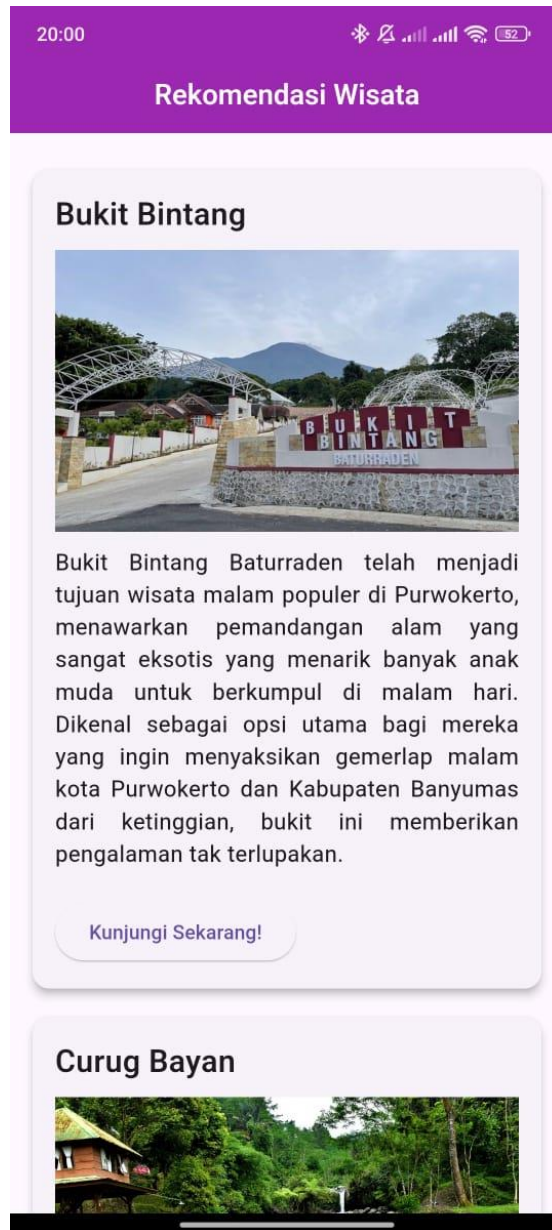 20:00
52
Rekomendasi Wisata
Bukit Bintang
BUKIT
BINTANG
BATURRADEN
Bukit Bintang Baturraden telah menjadi
tujuan wisata malam populer di Purwokerto,
menawarkan pemandangan alam yang
sangat eksotis yang menarik banyak anak
muda untuk berkumpul di malam hari.
Dikenal sebagai opsi utama bagi mereka
yang ingin menyaksikan gemerlap malam
kota Purwokerto dan Kabupaten Banyumas
dari ketinggian, bukit ini memberikan
pengalaman tak terlupakan.
Kunjungi Sekarang!
Curug Bayan